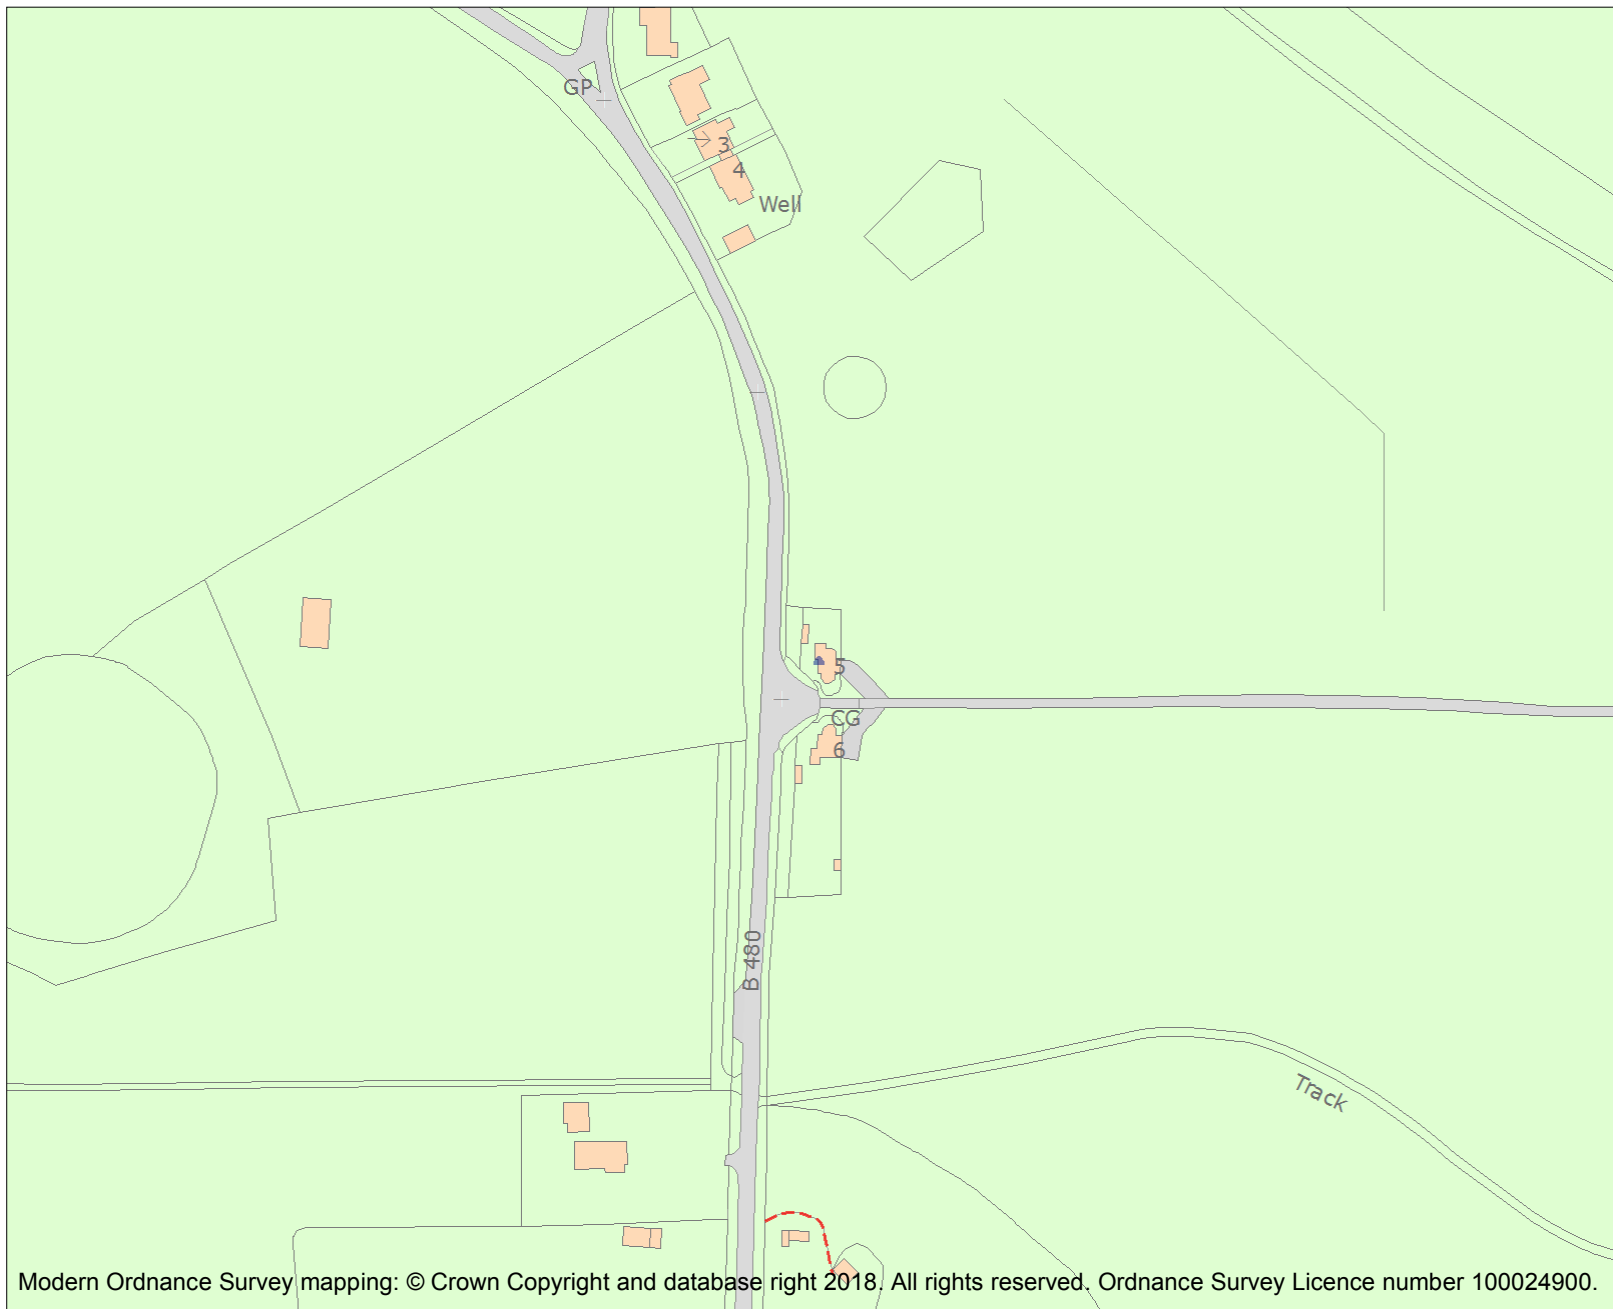 GP
3
4
Well
5
CG
6
B 480
Track
Modern Ordnance Survey mapping: © Crown Copyright and database right 2018. All rights reserved. Ordnance Survey Licence number 100024900.